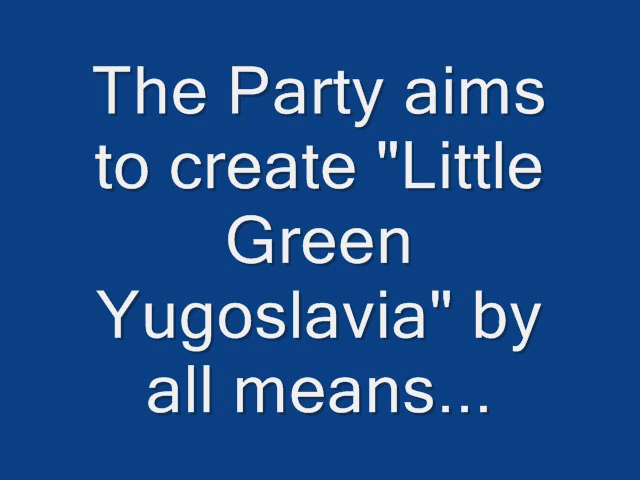 The Party aims
to create "Little
Green
Yugoslavia" by
all means...